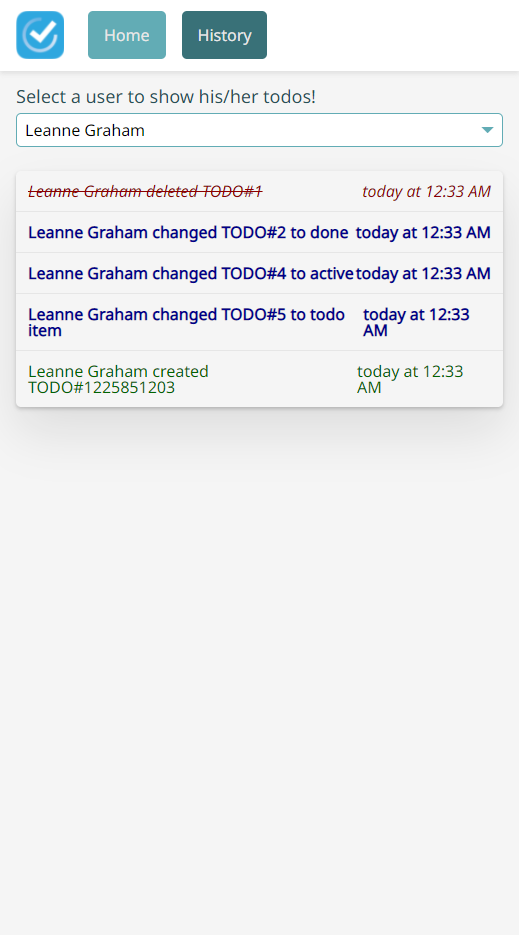 Home History
Select a user to show his/her todos!
Leanne Graham
Leanne Graham deleted TODO#1 today at 12:33 AM
Leanne Graham changed TODO#2 to done today at 12:33 AM
Leanne Graham changed TODO#4 to active today at 12:33 AM
Leanne Graham changed TODO#5 to todo
item
today at 12:33
AM
Leanne Graham created
TODO#1225851203
today at 12:33
AM